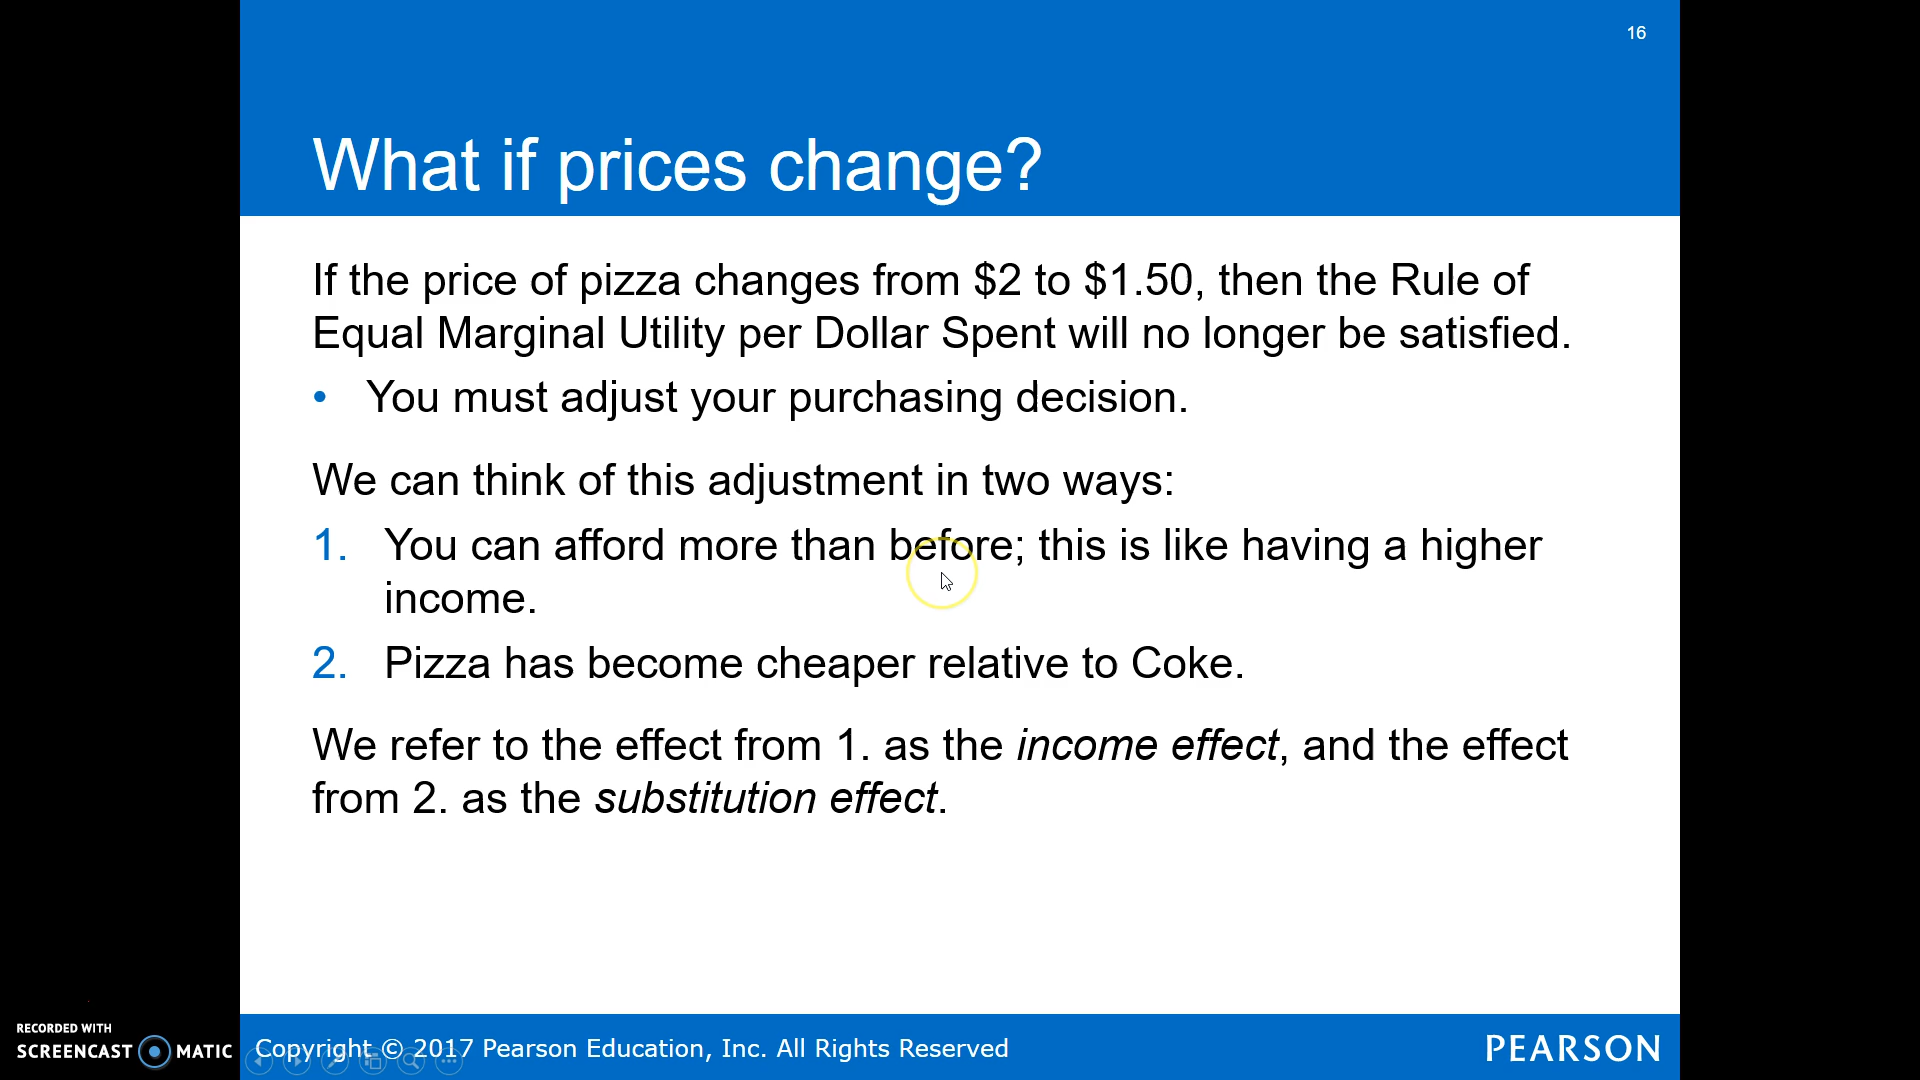 16
What if prices change?
If the price of pizza changes from $2 to $1.50, then the Rule of
Equal Marginal Utility per Dollar Spent will no longer be satisfied.
• You must adjust your purchasing decision.
We can think of this adjustment in two ways:
1. You can afford more than before; this is like having a higher
income.
2. Pizza has become cheaper relative to Coke.
We refer to the effect from 1. as the income effect, and the effect
from 2. as the substitution effect.
RECORDED WITH
SCREENCAST MATIC
Copyright © 2017 Pearson Education, Inc. All Rights Reserved
PEARSON